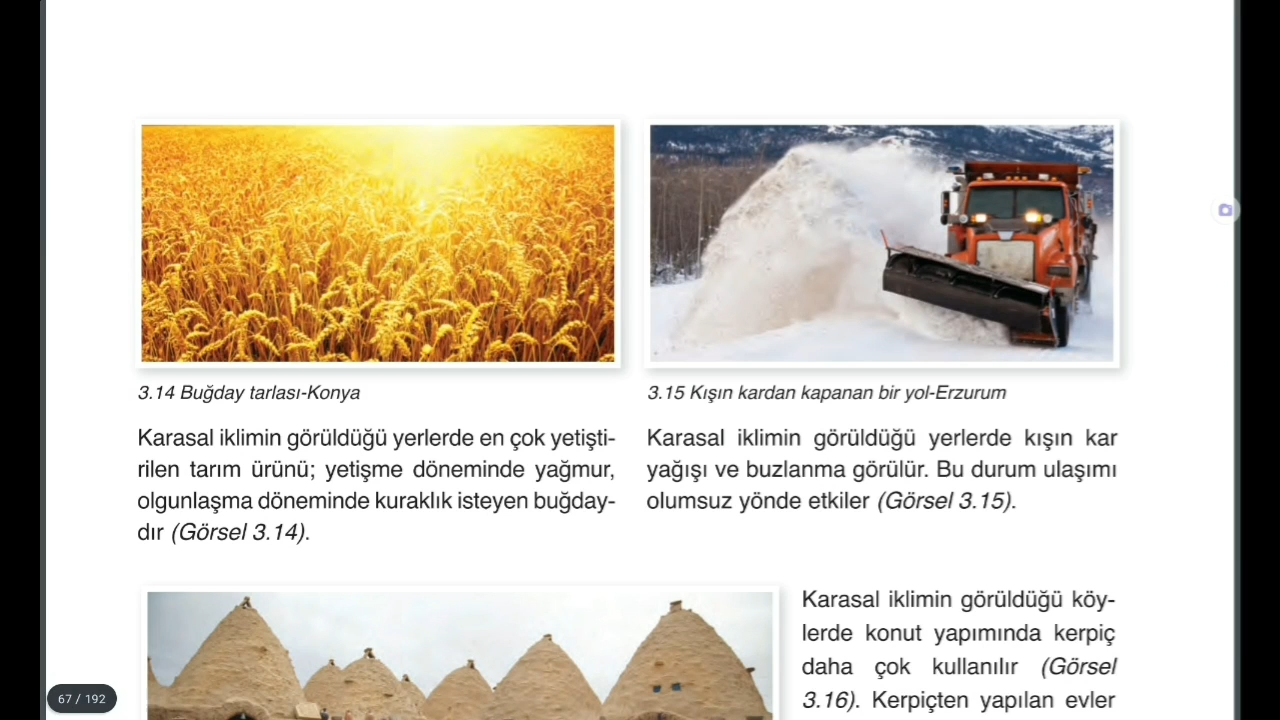 3.14 Buğday tarlası-Konya
Karasal iklimin görüldüğü yerlerde en çok yetişti-
rilen tarım ürünü; yetişme döneminde yağmur,
olgunlaşma döneminde kuraklık isteyen buğday-
dır (Görsel 3.14).
3.15 Kışın kardan kapanan bir yol-Erzurum
Karasal iklimin görüldüğü yerlerde kışın kar
yağışı ve buzlanma görülür. Bu durum ulaşımı
olumsuz yönde etkiler (Görsel 3.15).
Karasal iklimin görüldüğü köy-
lerde konut yapımında kerpiç
daha çok kullanılır (Görsel
3.16). Kerpiçten yapılan evler
67 / 192